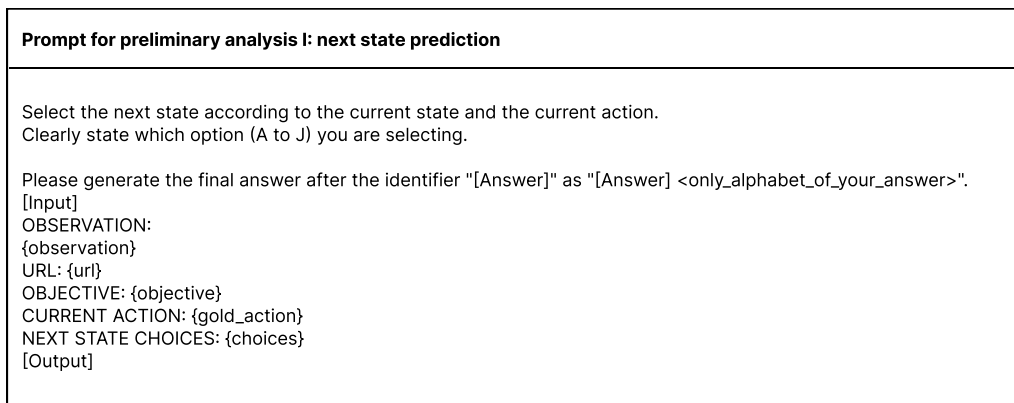 Prompt for preliminary analysis I: next state prediction
Select the next state according to the current state and the current action.
Clearly state which option (A to J) you are selecting.
Please generate the final answer after the identifier "[Answer]" as "[Answer] <only_alphabet_of_your_answer>".
[Input]
OBSERVATION:
{observation}
URL: {url}
OBJECTIVE: {objective}
CURRENT ACTION: {gold_action}
NEXT STATE CHOICES: {choices}
[Output]